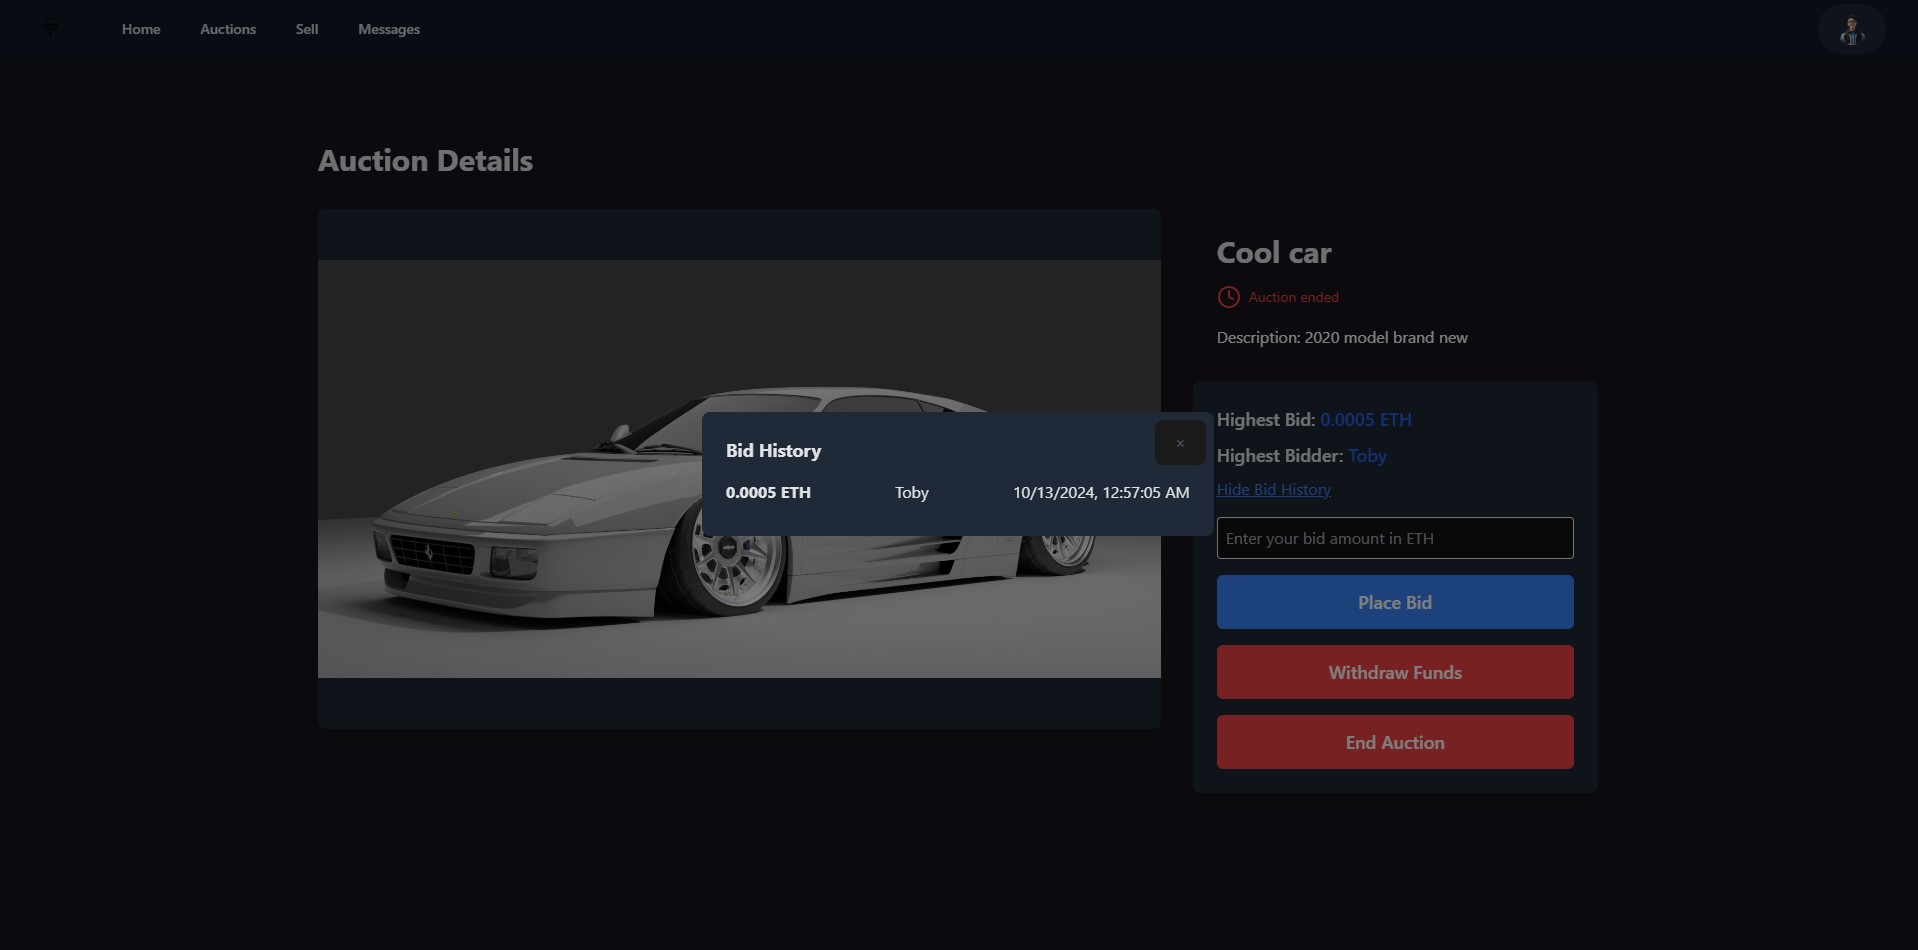 Home
Auctions
Sell
Messages
Auction Details
Cool car
Auction ended
Description: 2020 model brand new
Highest Bid: 0.0005 ETH
Highest Bidder: Toby
Hide Bid History
Enter your bid amount in ETH
Place Bid
Withdraw Funds
End Auction
Bid History
×
0.0005 ETH Toby 10/13/2024, 12:57:05 AM